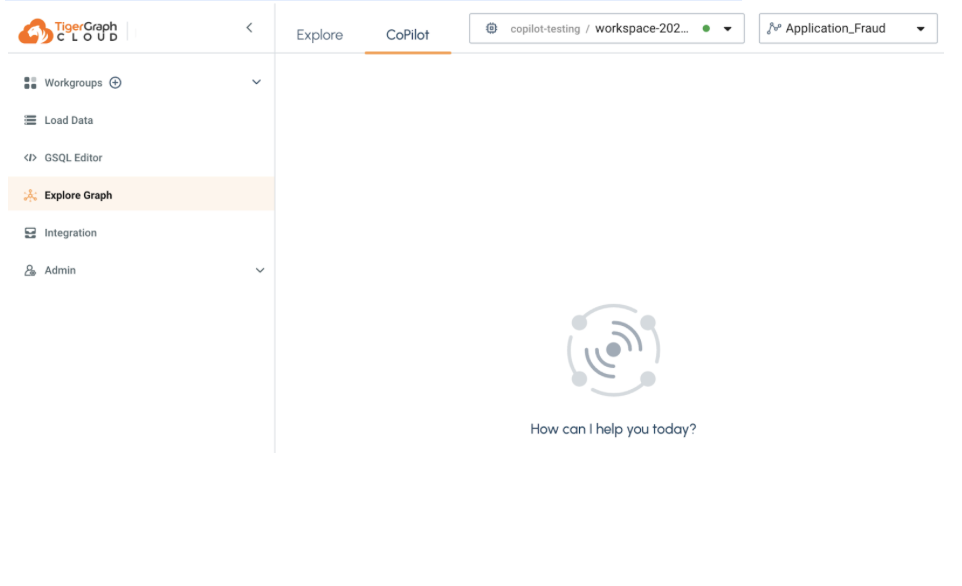 TigerGraph
CLOUD
Explore
CoPilot
copilot-testing / workspace-202...
Application_Fraud
Workgroups
Load Data
GSQL Editor
Explore Graph
Integration
Admin
How can I help you today?